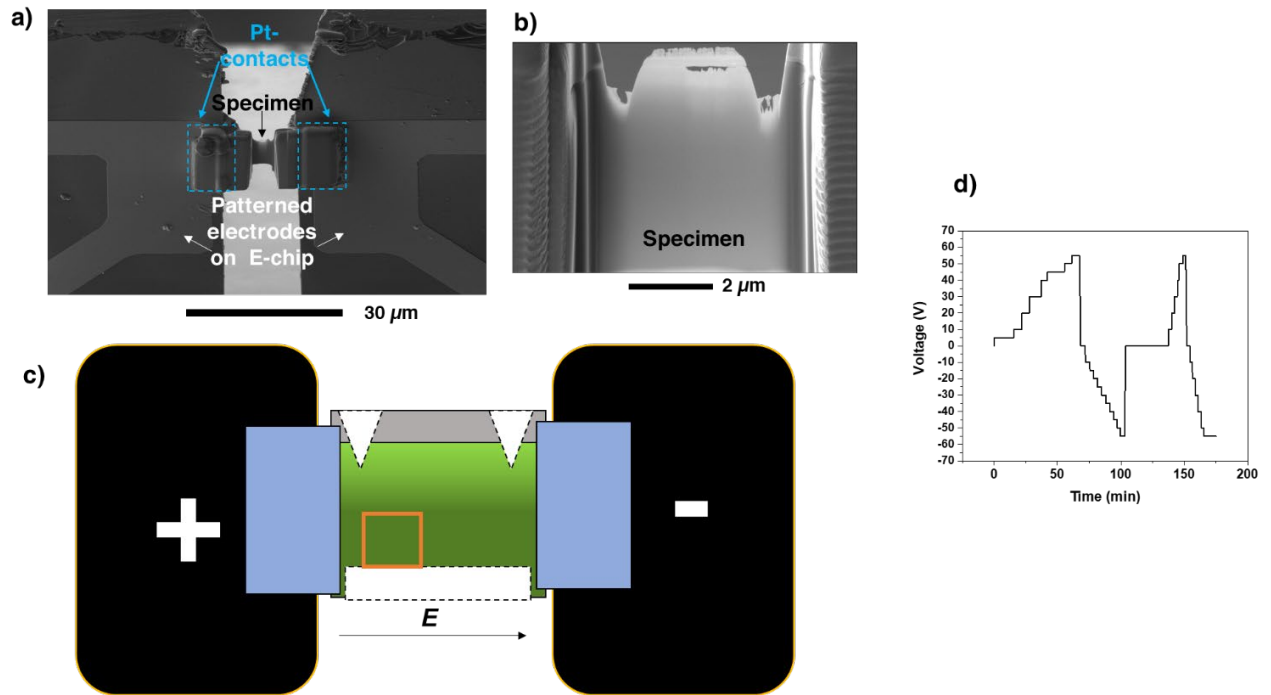 a)
Pt-
contacts
Specimen
Patterned
electrodes
on E-chip
30 µm
b)
Specimen
2 µm
c)
+
-
E
d)
Voltage (V)
70
60
50
40
30
20
10
0
-10
-20
-30
-40
-50
-60
-70
0 50 100 150 200
Time (min)